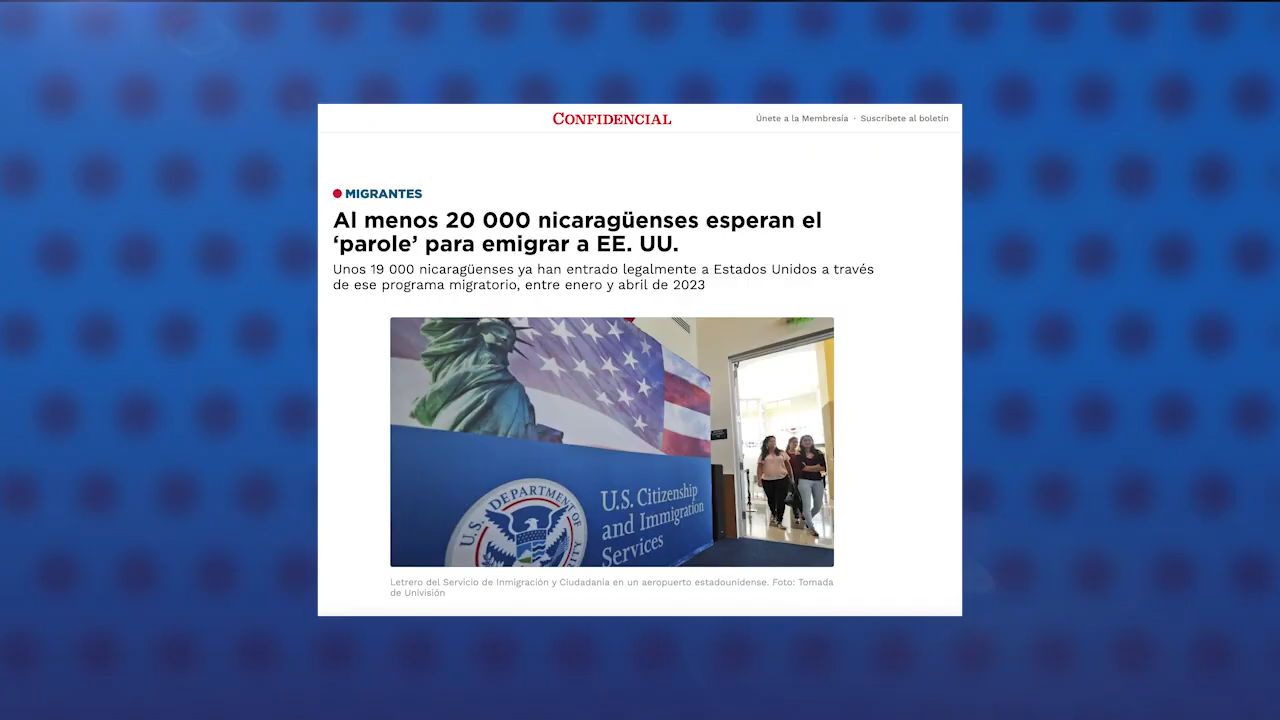 CONFIDENCIAL
Únete a la Membresía · Suscríbete al boletín
MIGRANTES
Al menos 20 000 nicaragüenses esperan el
‘parole’ para emigrar a EE. UU.
Unos 19 000 nicaragüenses ya han entrado legalmente a Estados Unidos a través
de ese programa migratorio, entre enero y abril de 2023
U.S. DEPARTMENT OF
U.S. Citizenship
and Immigration
Services
Letrero del Servicio de Inmigración y Ciudadanía en un aeropuerto estadounidense. Foto: Tomada
de Univisión